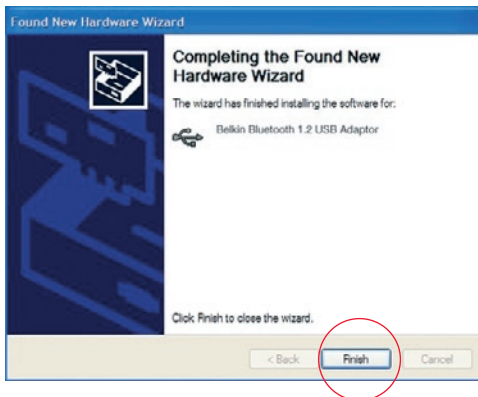 Found New Hardware Wizard
Completing the Found New
Hardware Wizard
The wizard has finished installing the software for:
Belkin Bluetooth 1.2 USB Adaptor
Click Finish to close the wizard.
< Back
Finish
Cancel